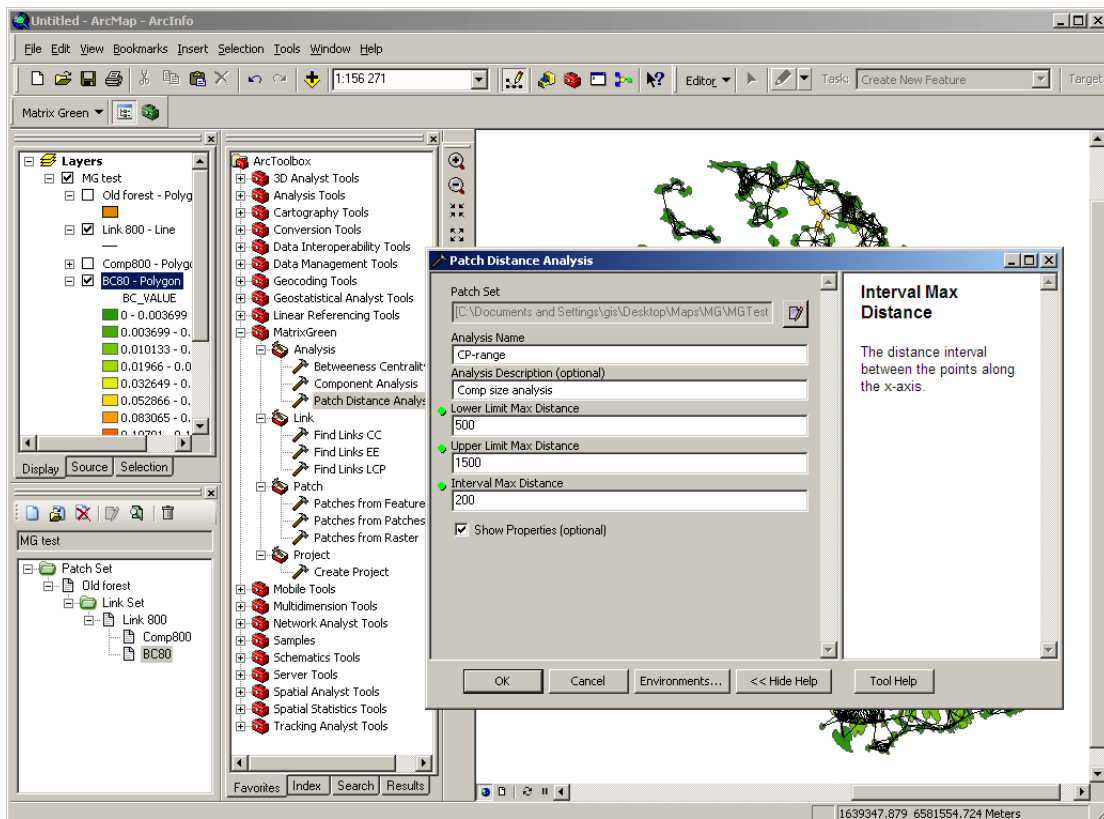 Untitled - ArcMap - ArcInfo
File Edit View Bookmarks Insert Selection Tools Window Help
1:156 271
Editor
Task:
Create New Feature
Target
Matrix Green
Layers
MG test
Old forest - Polyg
Link 800 - Line
Comp800 - Polygo
BC80 - Polygon
BC_VALUE
0 - 0.003699
0.003699 - 0.
0.010133 - 0.
0.01966 - 0.0
0.032649 - 0.
0.052866 - 0.
0.083065 - 0.
Display Source Selection
MG test
Patch Set
Old forest
Link Set
Link 800
Comp800
BC80
ArcToolbox
3D Analyst Tools
Analysis Tools
Cartography Tools
Conversion Tools
Data Interoperability Tools
Data Management Tools
Geocoding Tools
Geostatistical Analyst Tools
Linear Referencing Tools
MatrixGreen
Analysis
Betweeness Centrality
Component Analysis
Patch Distance Analys
Link
Find Links CC
Find Links EE
Find Links LCP
Patch
Patches from Feature
Patches from Patches
Patches from Raster
Project
Create Project
Mobile Tools
Multidimension Tools
Network Analyst Tools
Samples
Schematics Tools
Server Tools
Spatial Analyst Tools
Spatial Statistics Tools
Tracking Analyst Tools
Favorites Index Search Results
Patch Distance Analysis
Patch Set
[C:\Documents and Settings\gis\Desktop\Maps\MG\MGTest
Analysis Name
CP-range
Analysis Description (optional)
Comp size analysis
Lower Limit Max Distance
500
Upper Limit Max Distance
1500
Interval Max Distance
200
Show Properties (optional)
OK
Cancel
Environments...
<< Hide Help
Tool Help
Interval Max
Distance
The distance interval
between the points along
the x-axis.
1639347.879 6581554.724 Meters